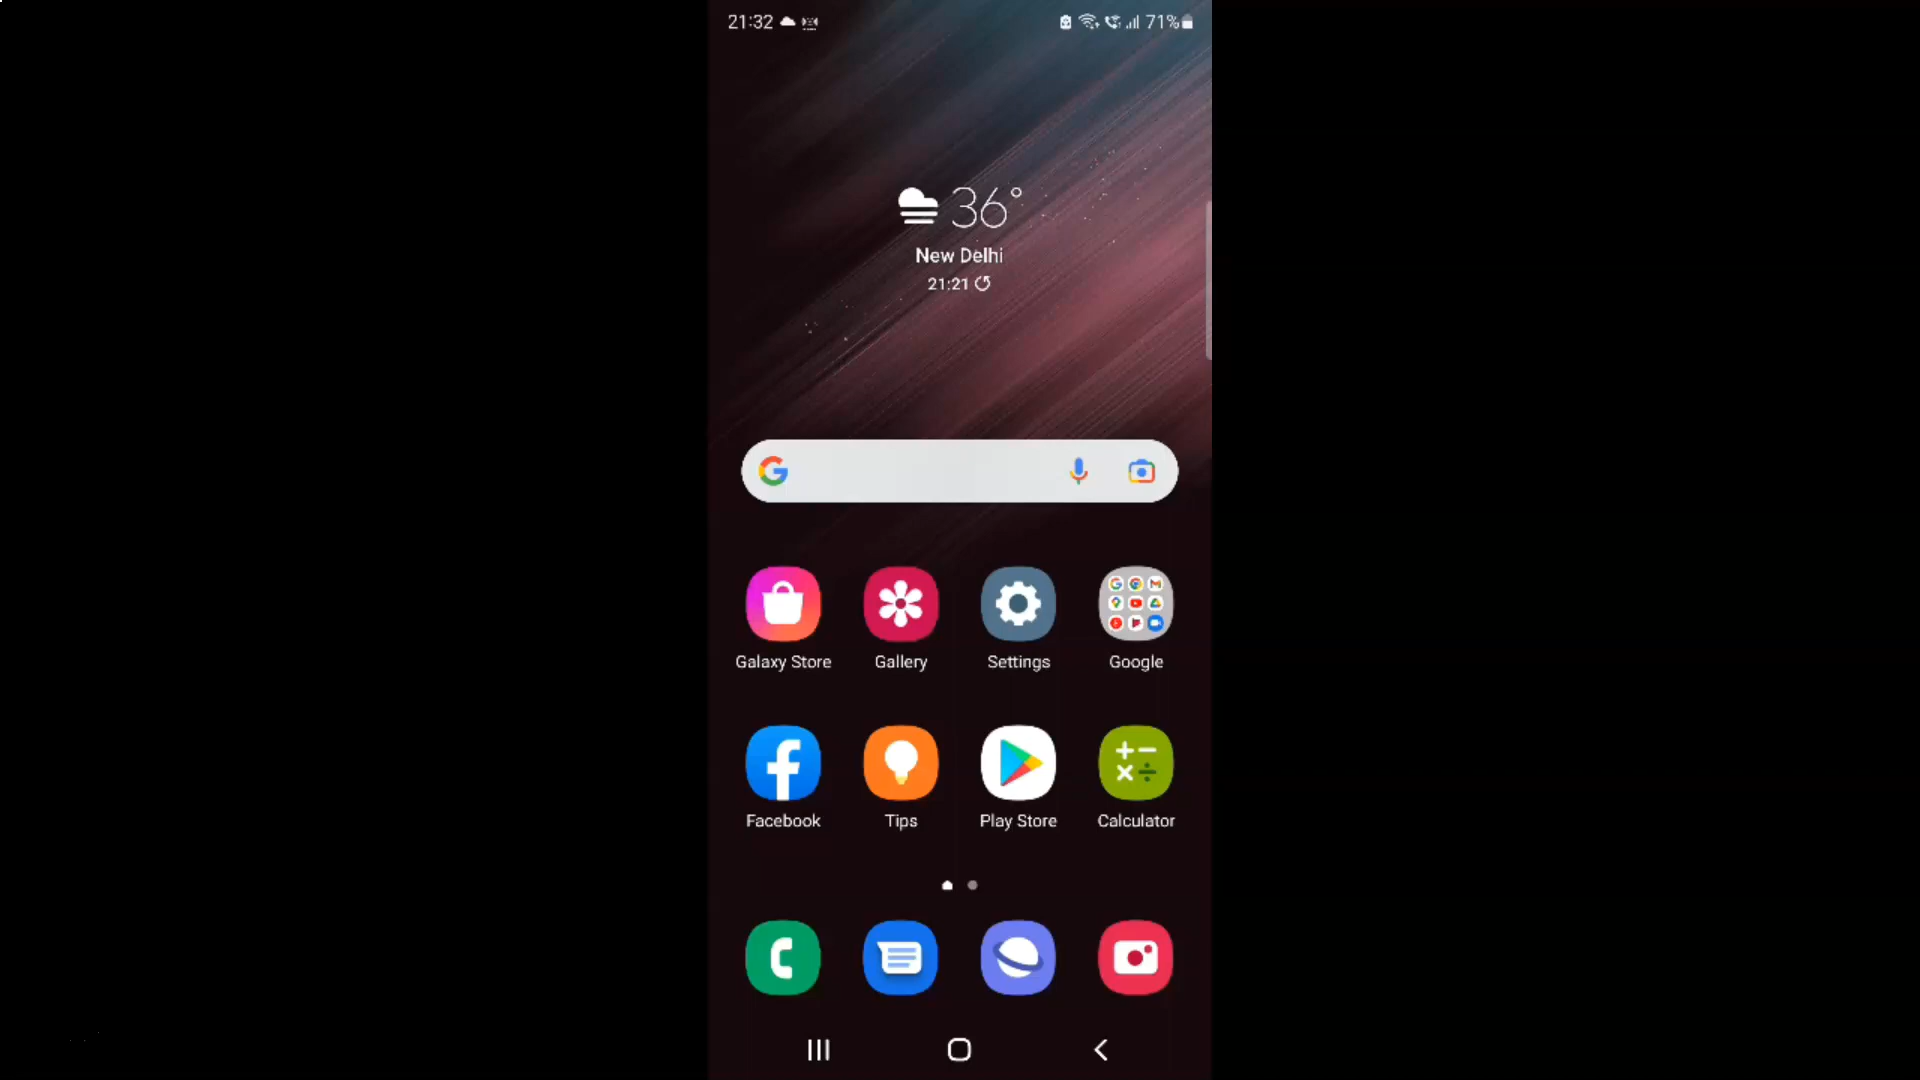 21:32
71%
36°
New Delhi
21:21
Galaxy Store
Gallery
Settings
Google
Facebook
Tips
Play Store
Calculator